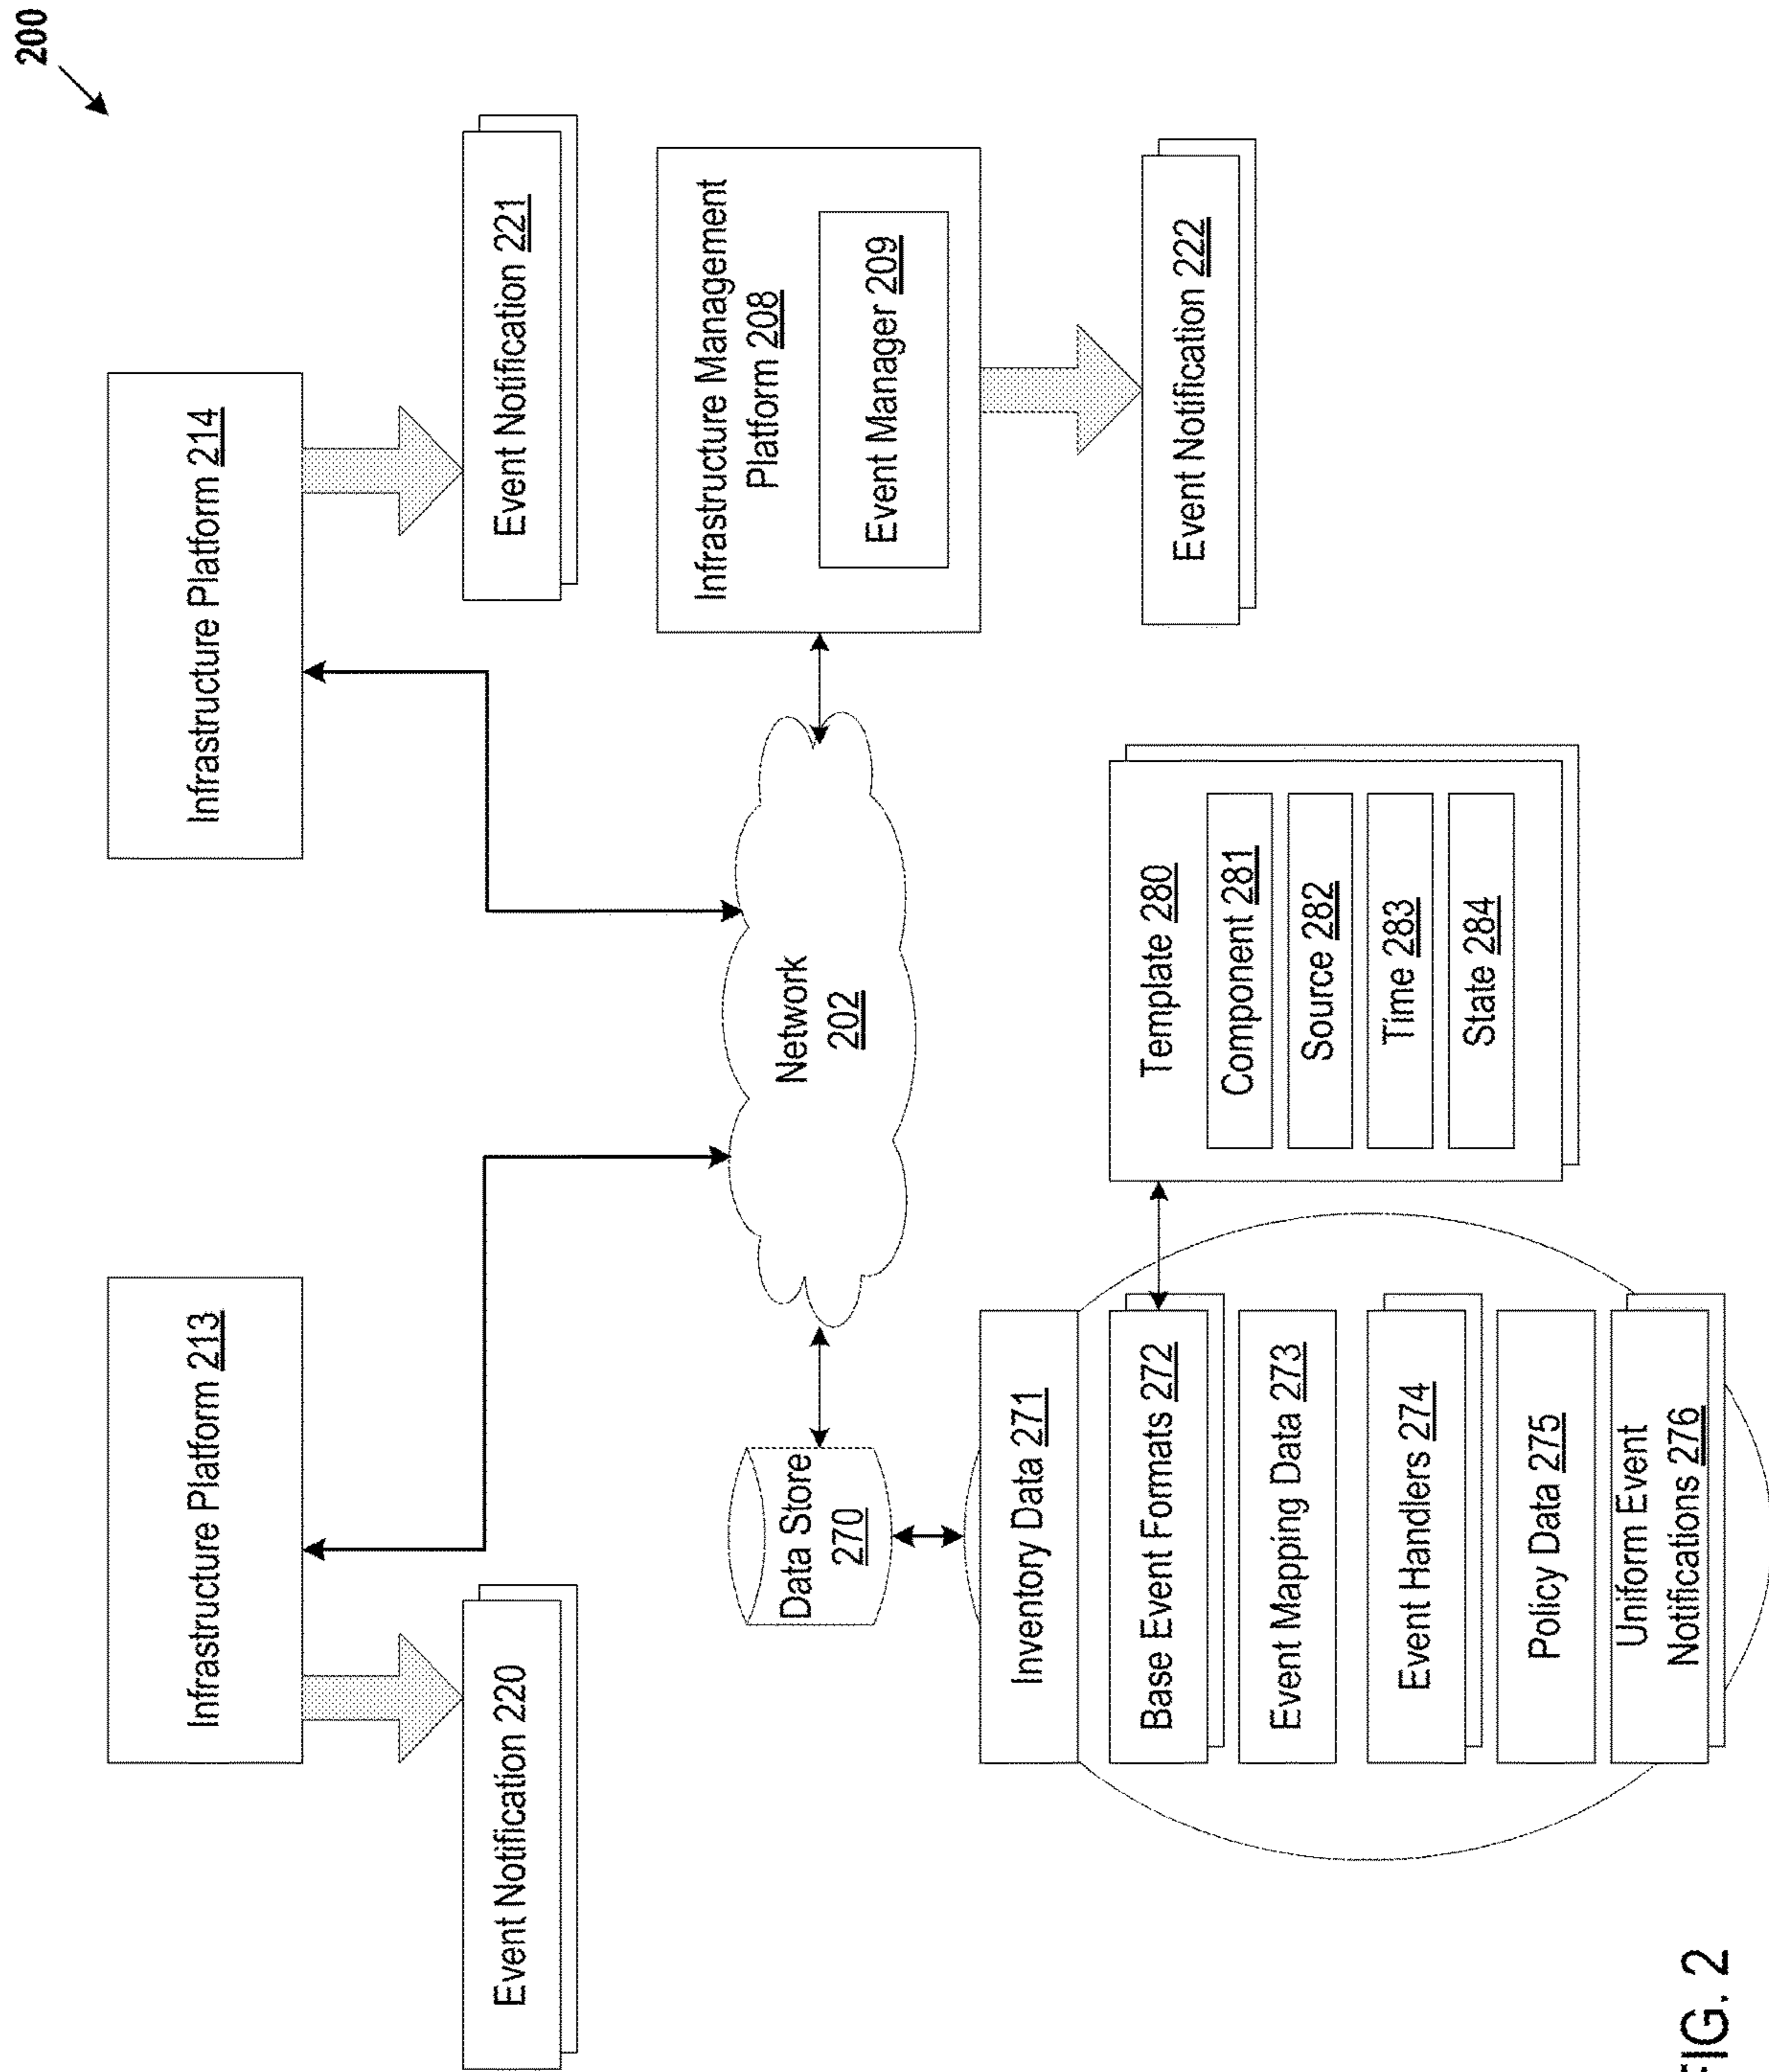 200
Infrastructure Platform 213
Infrastructure Platform 214
Event Notification 220
Event Notification 221
Data Store
270
Network
202
Infrastructure Management
Platform 208
Event Manager 209
Event Notification 222
Inventory Data 271
Base Event Formats 272
Event Mapping Data 273
Event Handlers 274
Policy Data 275
Uniform Event
Notifications 276
Template 280
Component 281
Source 282
Time 283
State 284
FIG. 2